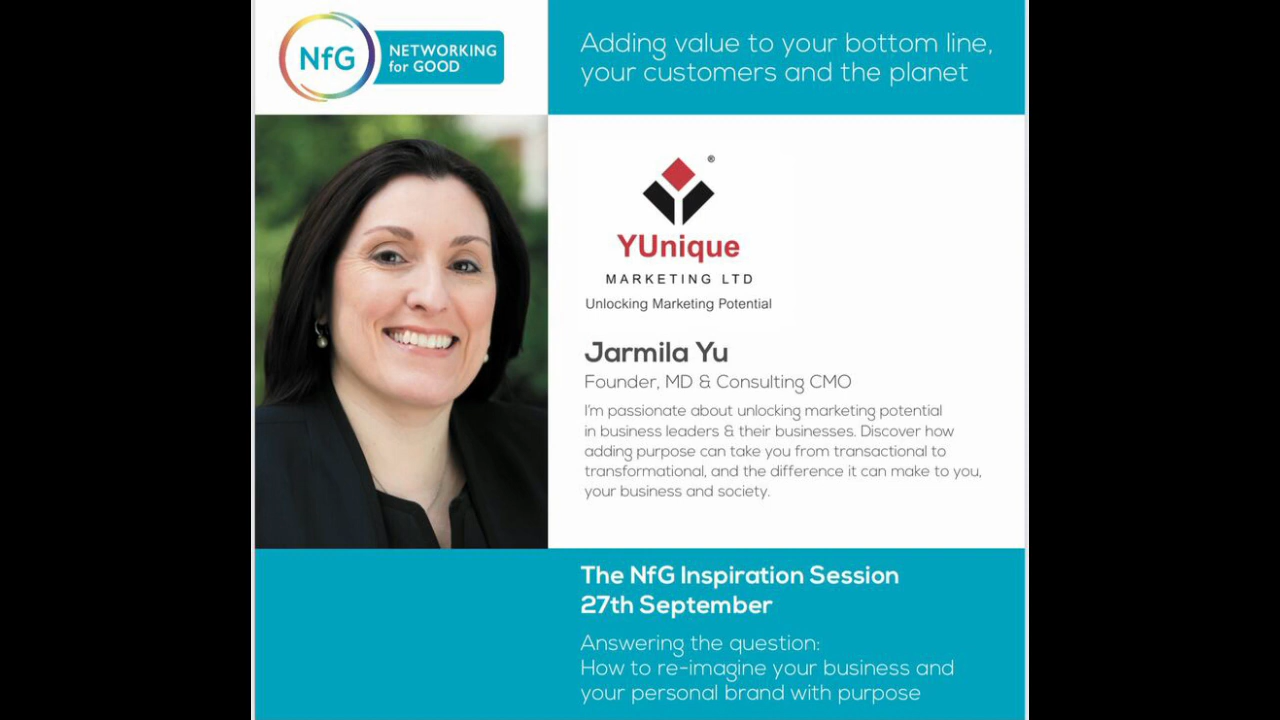 NfG
NETWORKING
for GOOD
Adding value to your bottom line,
your customers and the planet
®
YUnique
MARKETING LTD
Unlocking Marketing Potential
Jarmila Yu
Founder, MD & Consulting CMO
I'm passionate about unlocking marketing potential
in business leaders & their businesses. Discover how
adding purpose can take you from transactional to
transformational, and the difference it can make to you,
your business and society.
The NfG Inspiration Session
27th September
Answering the question:
How to re-imagine your business and
your personal brand with purpose